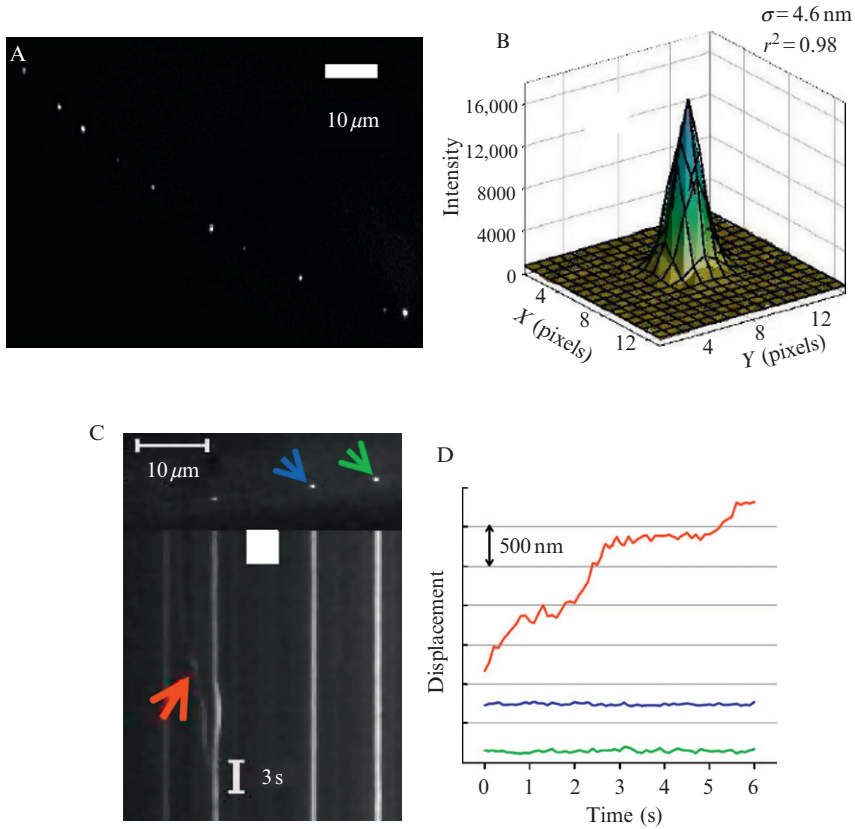 A
10 μm
B
σ = 4.6 nm
r² = 0.98
Intensity
16,000
12,000
8000
4000
0
4
8
12
X (pixels)
4
8
12
Y (pixels)
C
10 μm
3 s
D
500 nm
Displacement
0 1 2 3 4 5 6
Time (s)